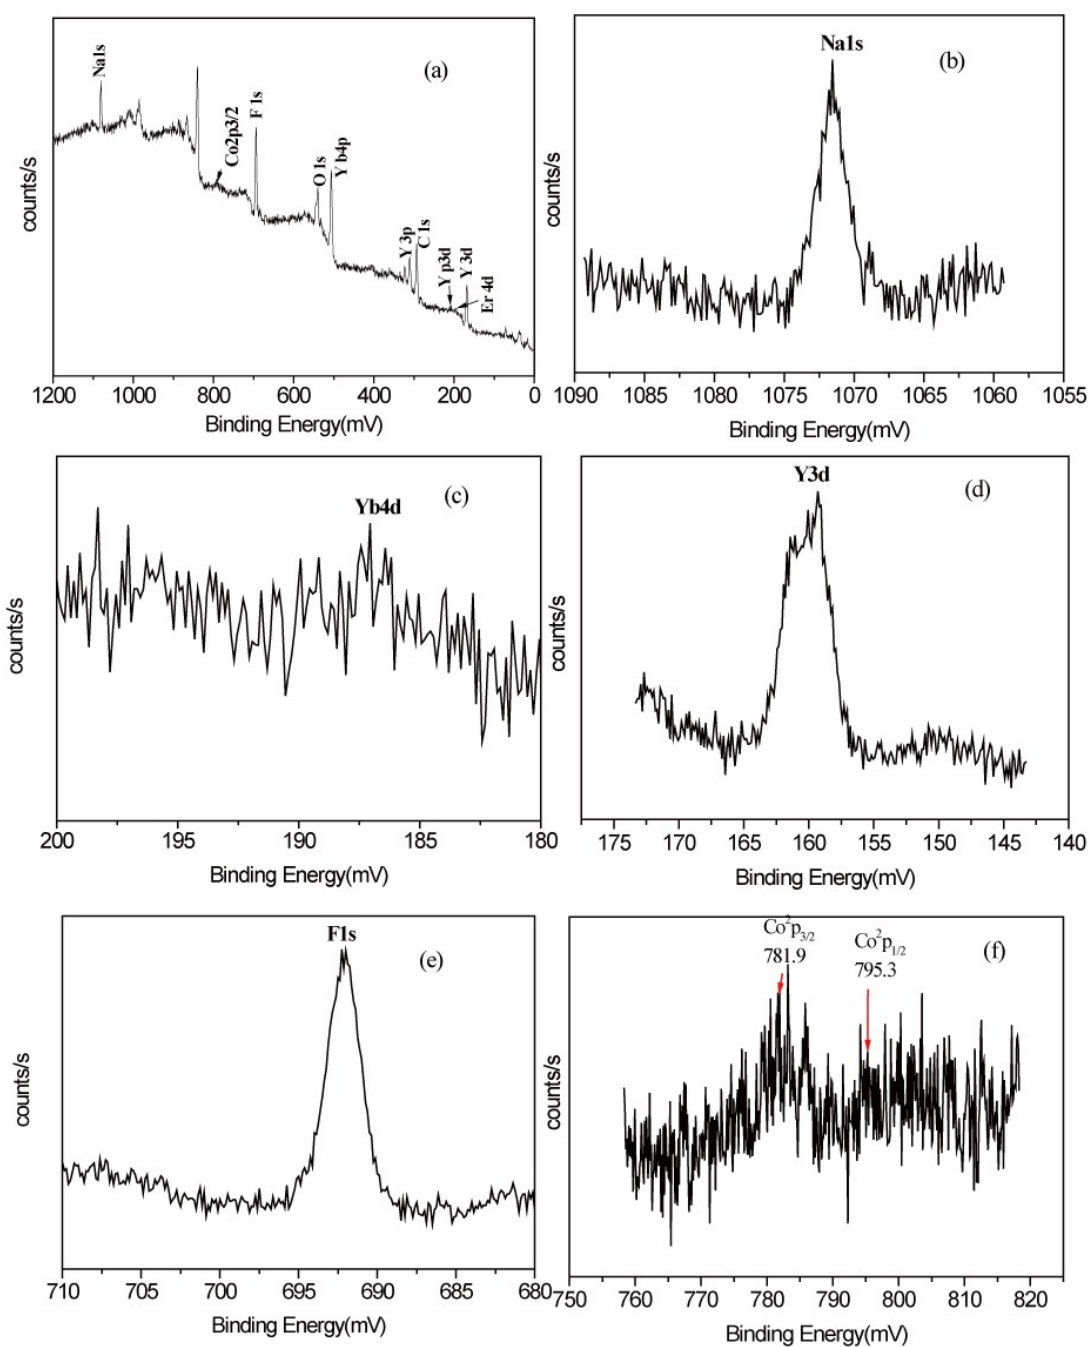 Na1s
Co2p3/2
F 1s
O 1s
Y b4p
Y 3p
C 1s
Y p3d
Y 3d
Er 4d
(a)
counts/s
1200 1000 800 600 400 200 0
Binding Energy(mV)
Na1s
(b)
counts/s
1090 1085 1080 1075 1070 1065 1060 1055
Binding Energy(mV)
Yb4d
(c)
counts/s
200 195 190 185 180
Binding Energy(mV)
Y3d
(d)
counts/s
175 170 165 160 155 150 145 140
Binding Energy(mV)
F1s
(e)
counts/s
710 705 700 695 690 685 680
Binding Energy(mV)
Co²p3/2
781.9
Co²p1/2
795.3
(f)
counts/s
750 760 770 780 790 800 810 820
Binding Energy(mV)